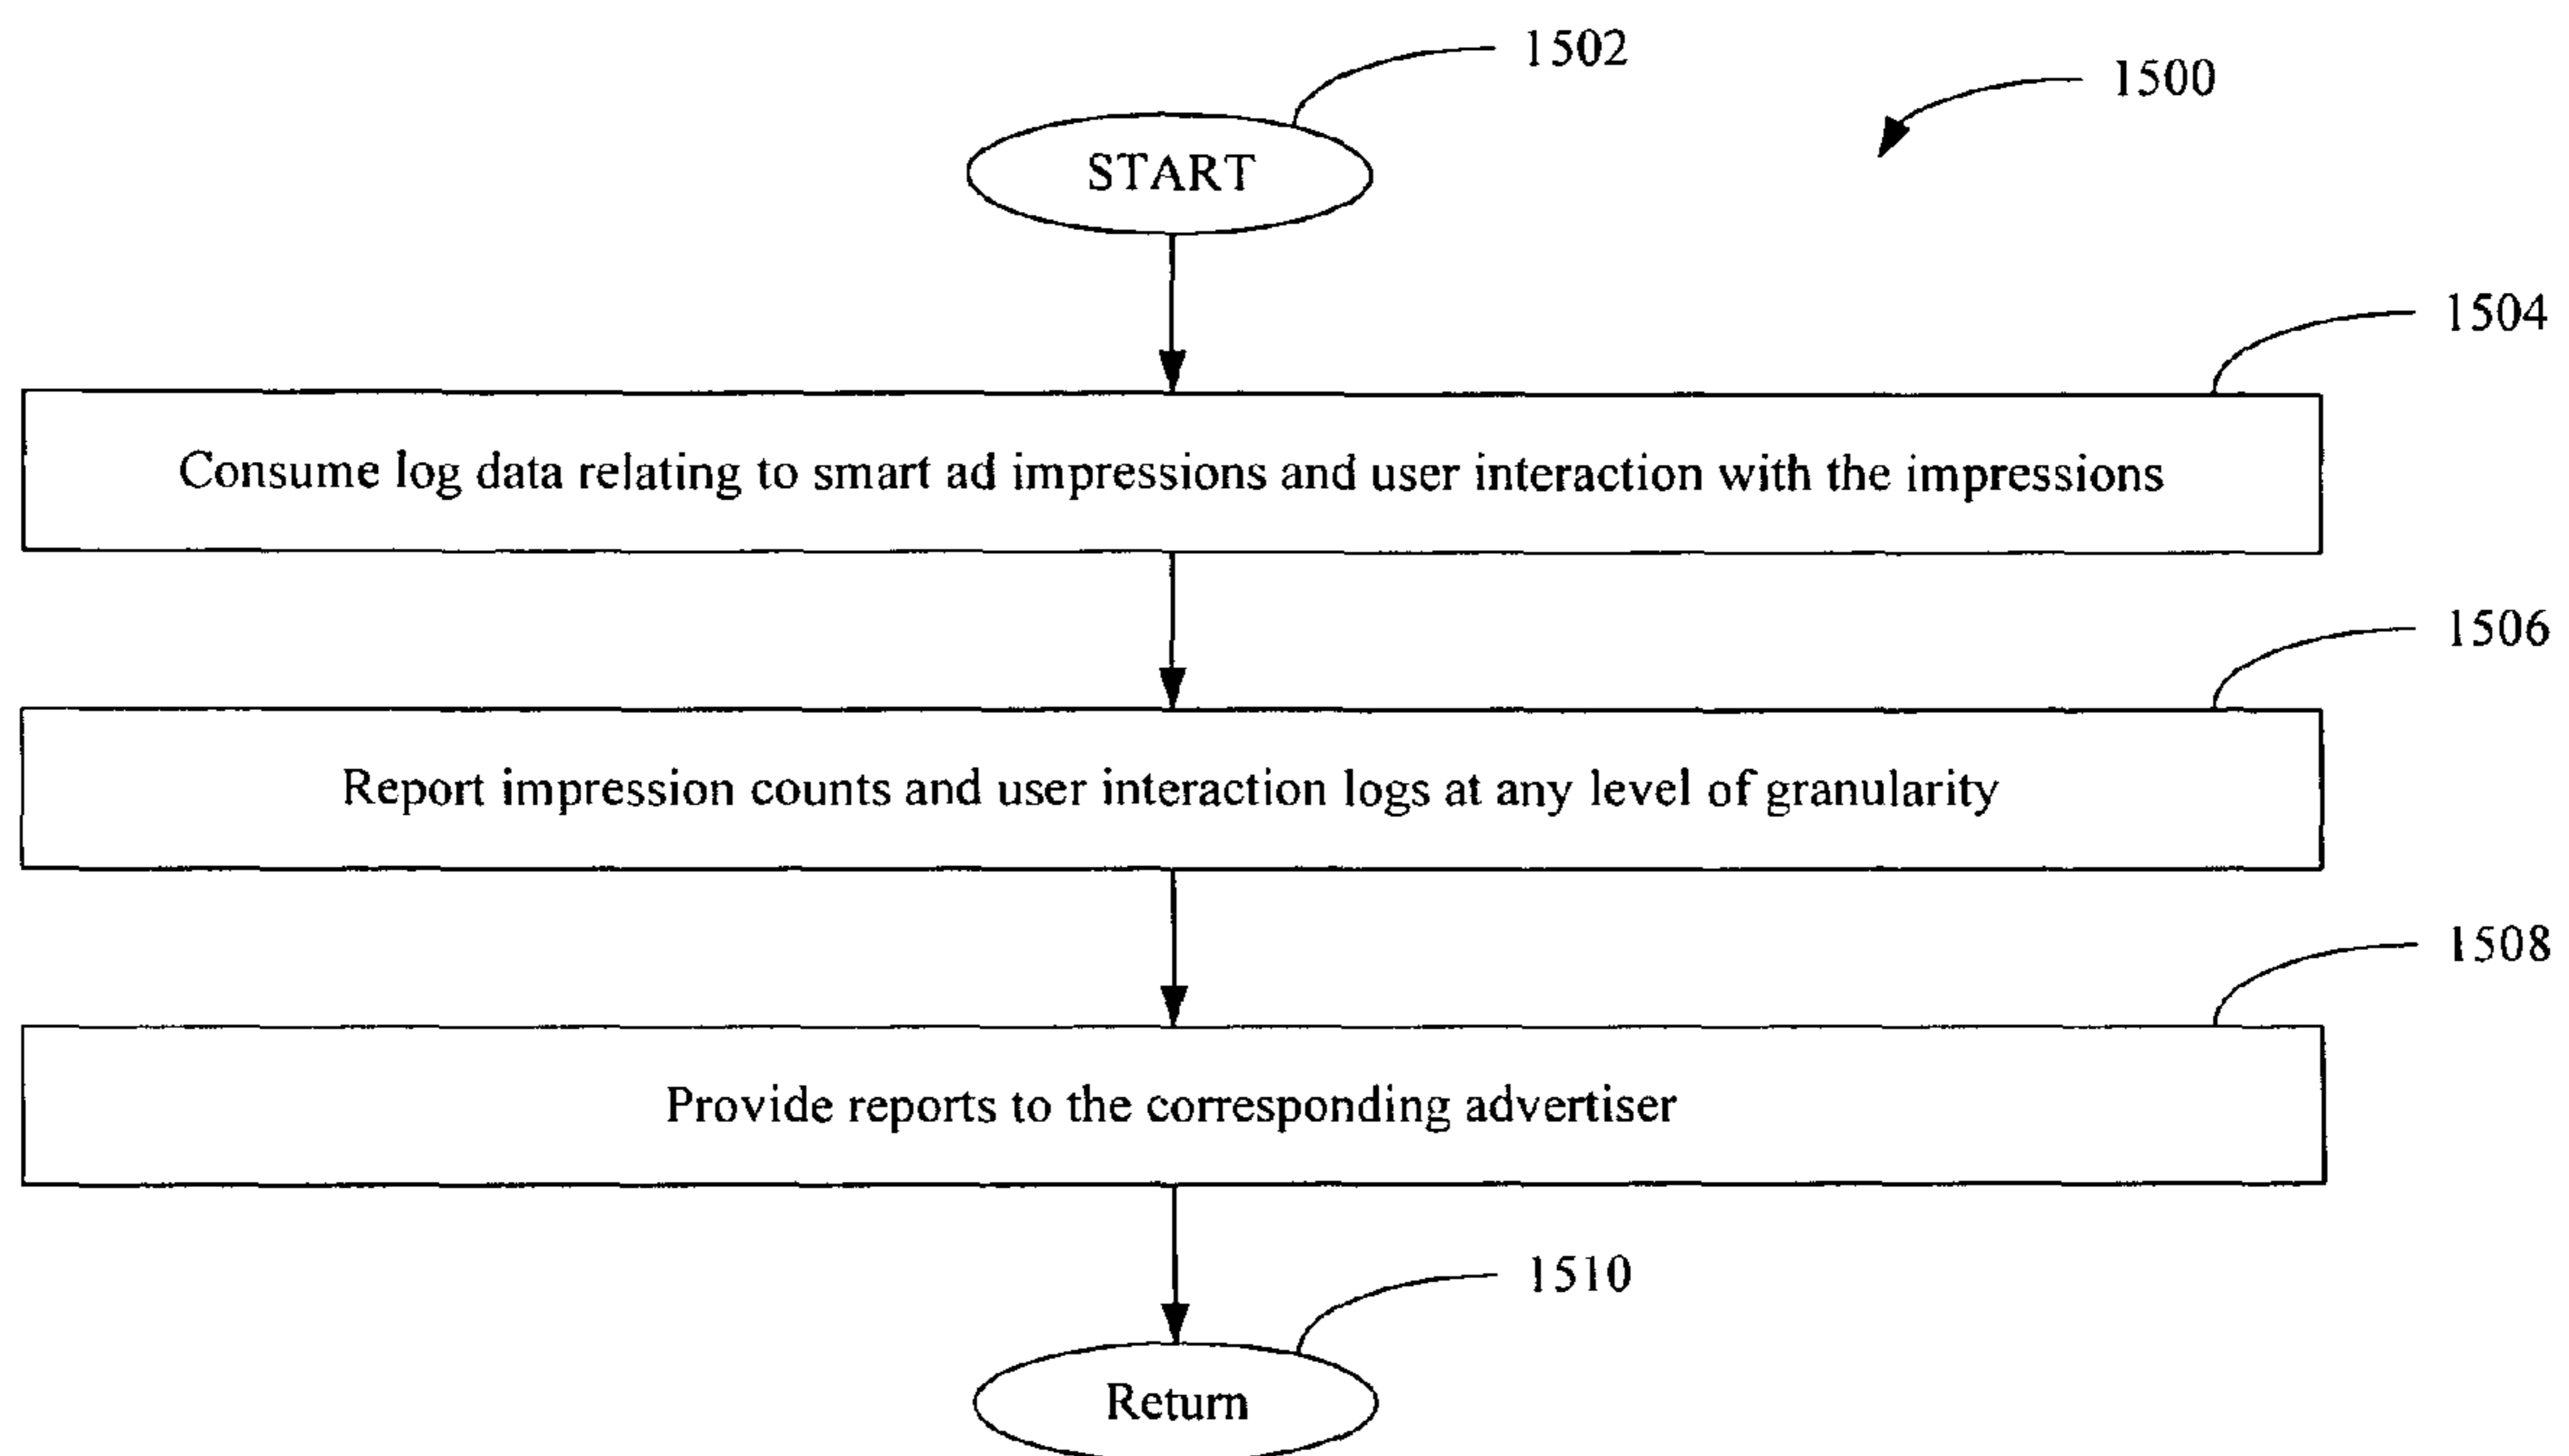 1502
1500
START
1504
Consume log data relating to smart ad impressions and user interaction with the impressions
1506
Report impression counts and user interaction logs at any level of granularity
1508
Provide reports to the corresponding advertiser
1510
Return